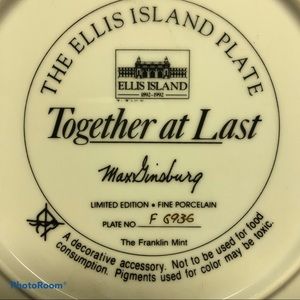 THE ELLIS ISLAND PLATE
ELLIS ISLAND
1892-1992
Together at Last
Max Ginsburg
LIMITED EDITION • FINE PORCELAIN
PLATE NO F 6936
The Franklin Mint
A decorative accessory. Not to be used for food
consumption. Pigments used for color may be toxic.
PhotoRoom